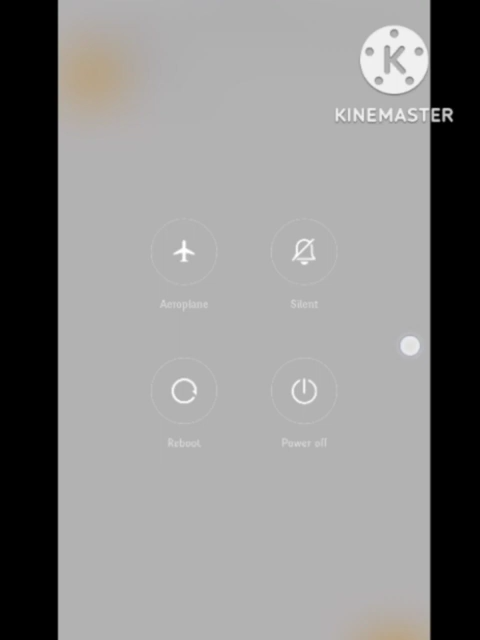 K
KINEMASTER
Aeroplane
Silent
Reboot
Power off